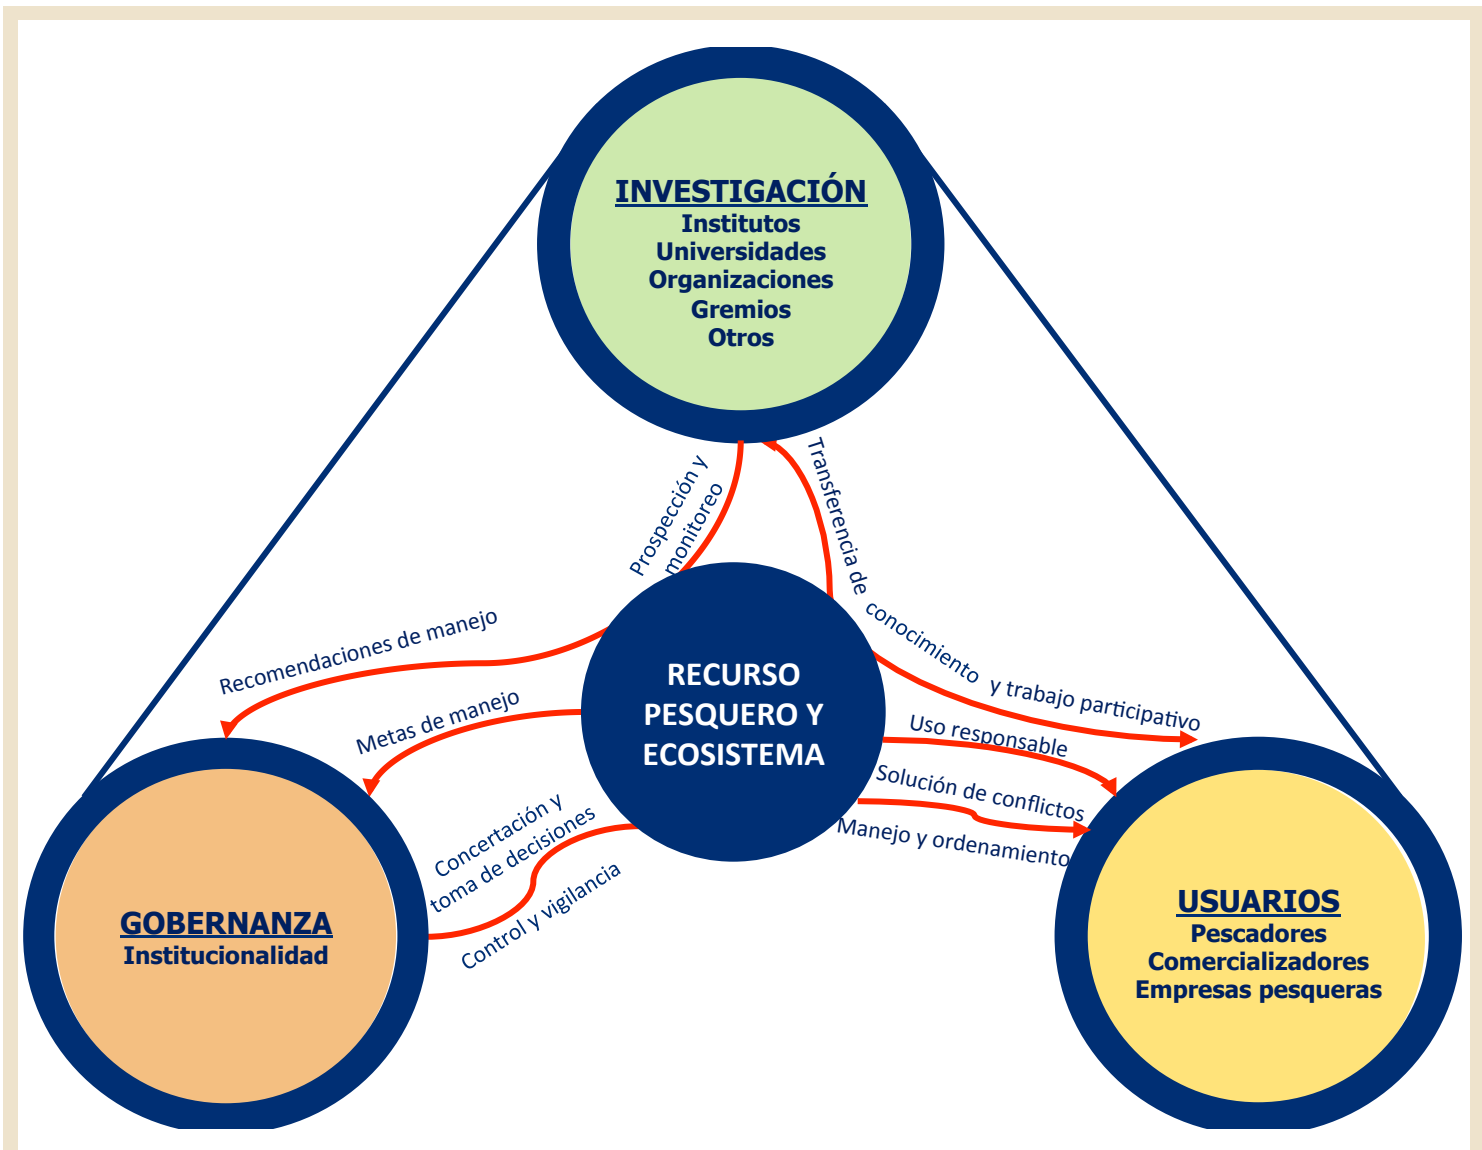 INVESTIGACIÓN
Institutos
Universidades
Organizaciones
Gremios
Otros
Prospección y
monitoreo
Transferencia de conocimiento y trabajo participativo
Recomendaciones de manejo
Metas de manejo
RECURSO
PESQUERO Y
ECOSISTEMA
Uso responsable
Solución de conflictos
Manejo y ordenamiento
Concertación y
toma de decisiones
Control y vigilancia
GOBERNANZA
Institucionalidad
USUARIOS
Pescadores
Comercializadores
Empresas pesqueras